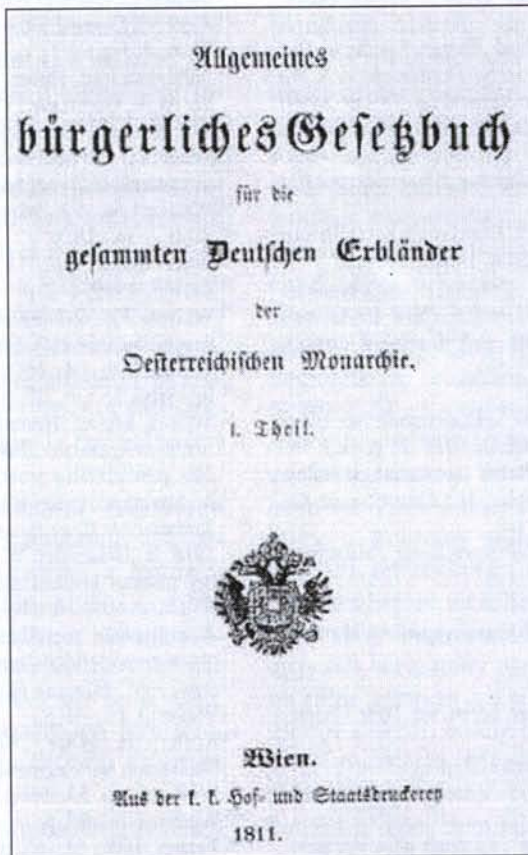 Allgemeines
bürgerliches Gesetzbuch
für die
gesammten Deutschen Erbländer
der
Oesterreichischen Monarchie.
I. Theil.
Wien.
Aus der k. k. Hof- und Staatsdruckerey
1811.